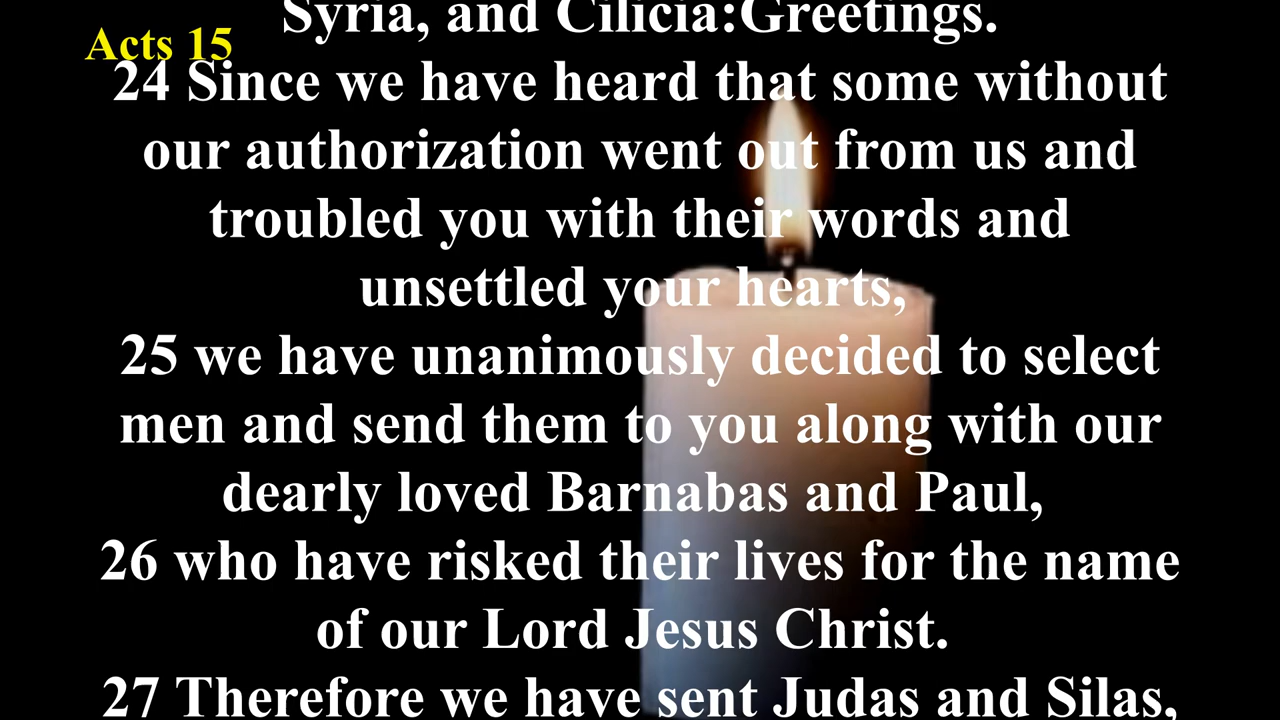 Syria, and Cilicia:Greetings.
Acts 15
24 Since we have heard that some without
our authorization went out from us and
troubled you with their words and
unsettled your hearts,
25 we have unanimously decided to select
men and send them to you along with our
dearly loved Barnabas and Paul,
26 who have risked their lives for the name
of our Lord Jesus Christ.
27 Therefore we have sent Judas and Silas,